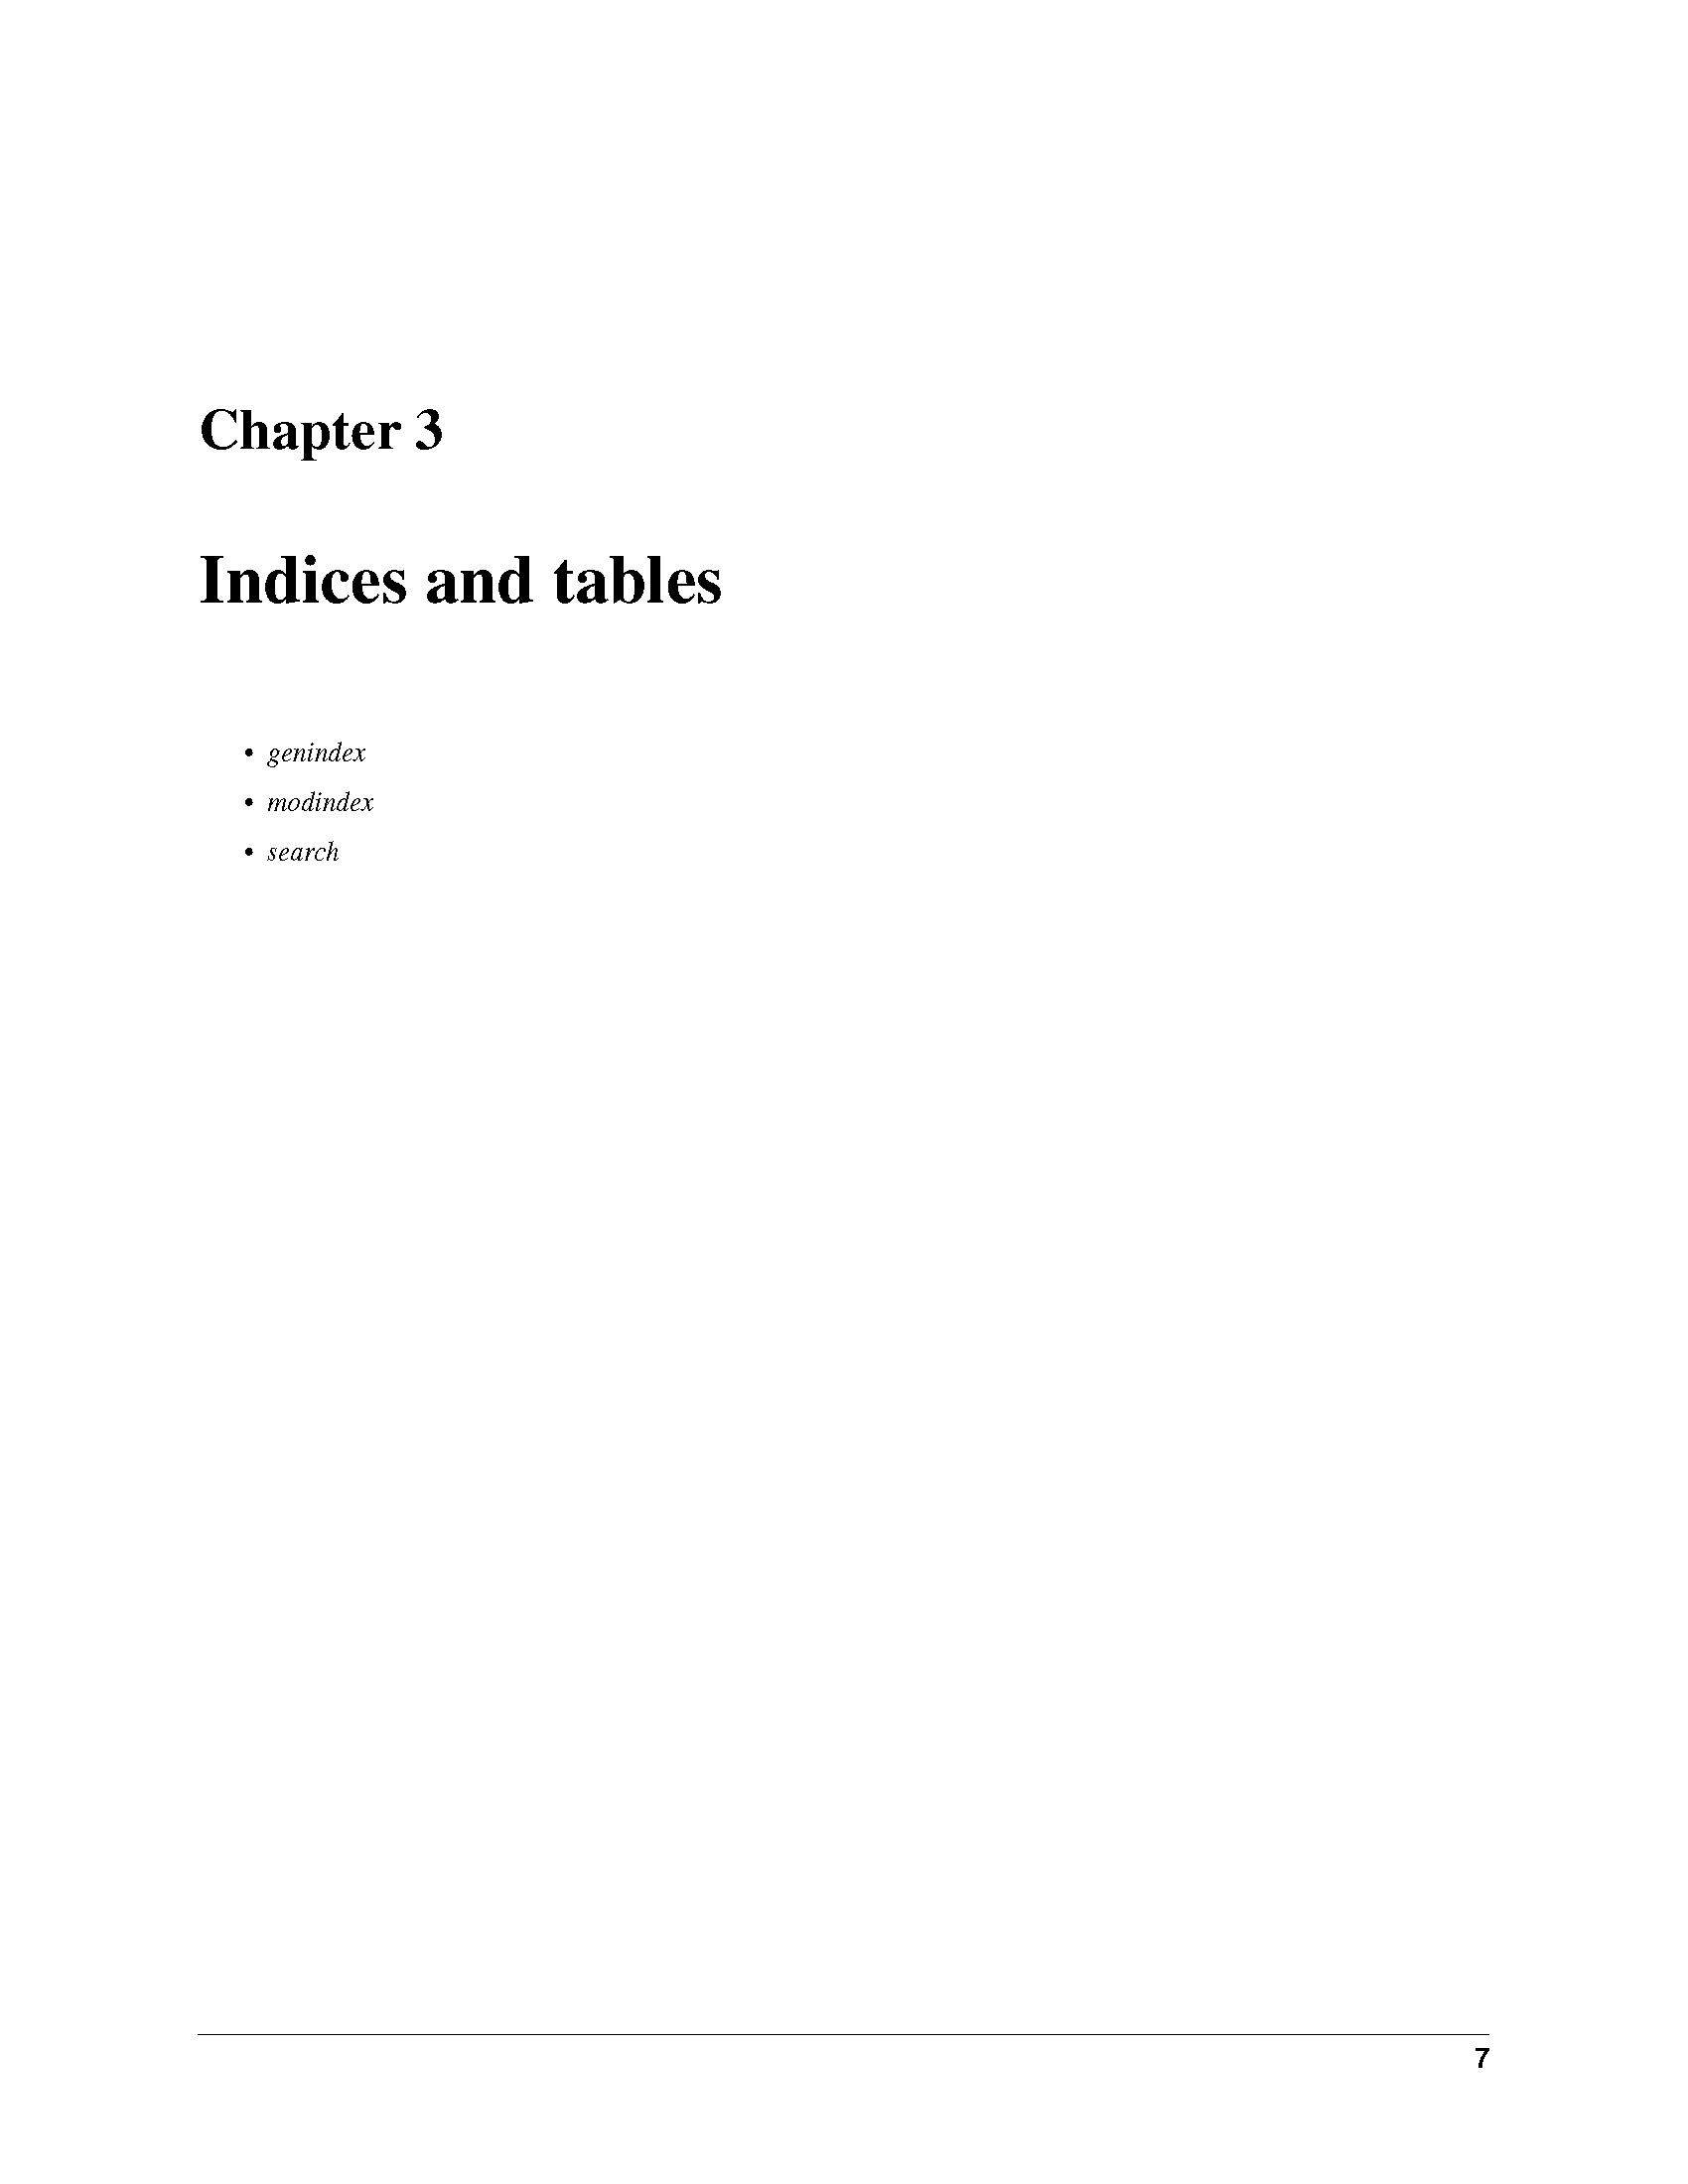 Chapter 3
Indices and tables
• genindex
• modindex
• search
7